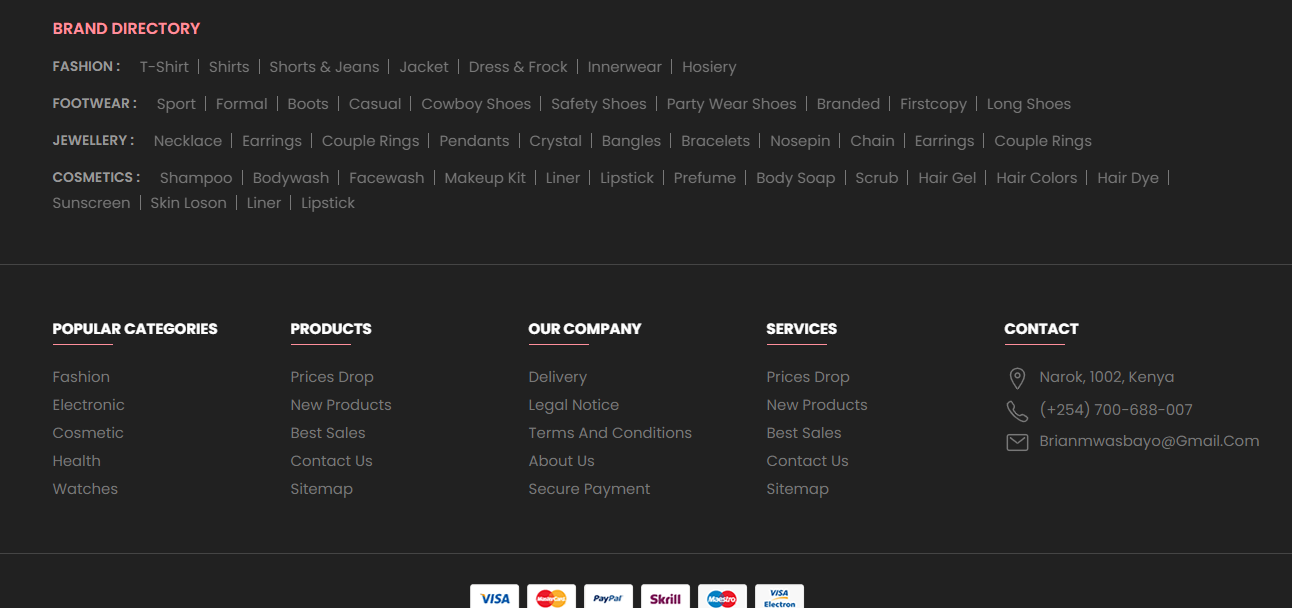 BRAND DIRECTORY
FASHION : T-Shirt | Shirts | Shorts & Jeans | Jacket | Dress & Frock | Innerwear | Hosiery
FOOTWEAR : Sport | Formal | Boots | Casual | Cowboy Shoes | Safety Shoes | Party Wear Shoes | Branded | Firstcopy | Long Shoes
JEWELLERY : Necklace | Earrings | Couple Rings | Pendants | Crystal | Bangles | Bracelets | Nosepin | Chain | Earrings | Couple Rings
COSMETICS : Shampoo | Bodywash | Facewash | Makeup Kit | Liner | Lipstick | Prefume | Body Soap | Scrub | Hair Gel | Hair Colors | Hair Dye |
Sunscreen | Skin Loson | Liner | Lipstick
POPULAR CATEGORIES
Fashion
Electronic
Cosmetic
Health
Watches
PRODUCTS
Prices Drop
New Products
Best Sales
Contact Us
Sitemap
OUR COMPANY
Delivery
Legal Notice
Terms And Conditions
About Us
Secure Payment
SERVICES
Prices Drop
New Products
Best Sales
Contact Us
Sitemap
CONTACT
Narok, 1002, Kenya
(+254) 700-688-007
Brianmwasbayo@Gmail.Com
VISA
MasterCard
PayPal
Skrill
Maestro
VISA
Electron